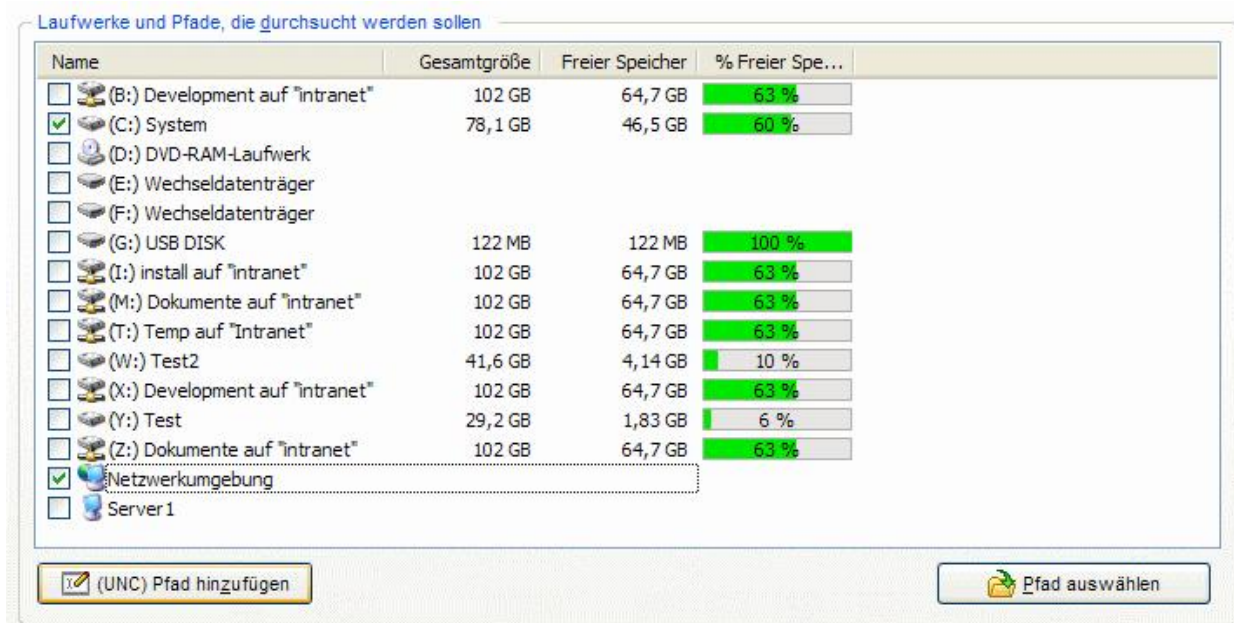 Laufwerke und Pfade, die durchsucht werden sollen
Name Gesamtgröße Freier Speicher % Freier Spe...
(B:) Development auf "intranet" 102 GB 64,7 GB 63 %
(C:) System 78,1 GB 46,5 GB 60 %
(D:) DVD-RAM-Laufwerk
(E:) Wechseldatenträger
(F:) Wechseldatenträger
(G:) USB DISK 122 MB 122 MB 100 %
(I:) install auf "intranet" 102 GB 64,7 GB 63 %
(M:) Dokumente auf "intranet" 102 GB 64,7 GB 63 %
(T:) Temp auf "Intranet" 102 GB 64,7 GB 63 %
(W:) Test2 41,6 GB 4,14 GB 10 %
(X:) Development auf "intranet" 102 GB 64,7 GB 63 %
(Y:) Test 29,2 GB 1,83 GB 6 %
(Z:) Dokumente auf "intranet" 102 GB 64,7 GB 63 %
Netzwerkumgebung
Server1
(UNC) Pfad hinzufügen Pfad auswählen